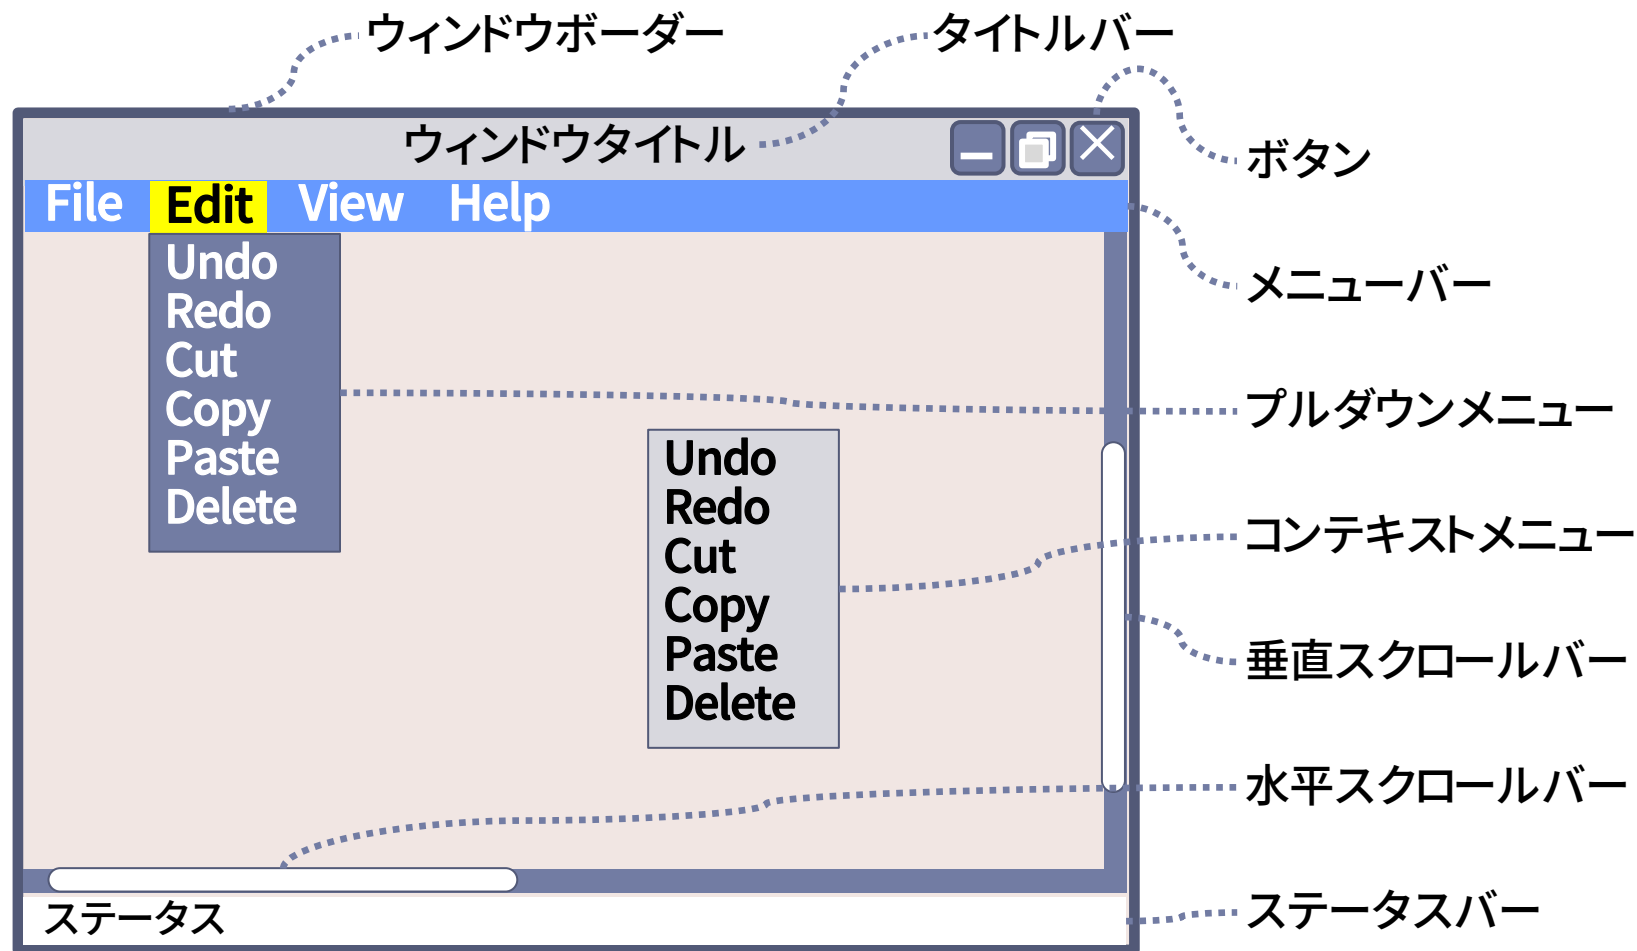 ウィンドウボーダー
タイトルバー
ウィンドウタイトル
ボタン
File Edit View Help
Undo
Redo
Cut
Copy
Paste
Delete
メニューバー
プルダウンメニュー
Undo
Redo
Cut
Copy
Paste
Delete
コンテキストメニュー
垂直スクロールバー
水平スクロールバー
ステータス
ステータスバー